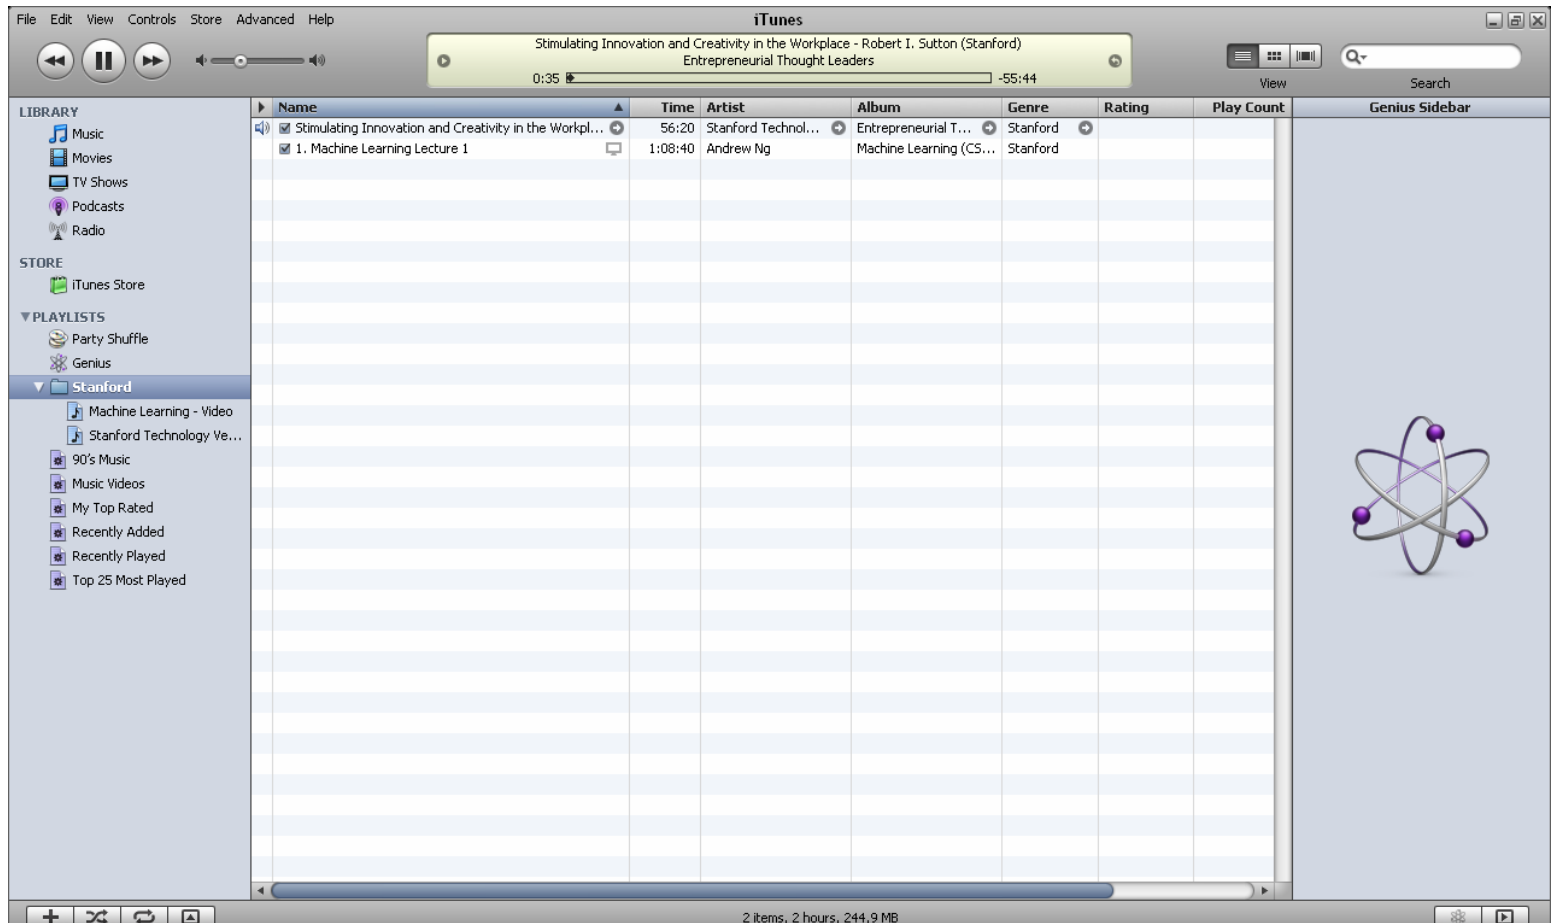 File Edit View Controls Store Advanced Help
iTunes
Stimulating Innovation and Creativity in the Workplace - Robert I. Sutton (Stanford)
Entrepreneurial Thought Leaders
0:35 -55:44
View
Search
LIBRARY
Music
Movies
TV Shows
Podcasts
Radio
STORE
iTunes Store
PLAYLISTS
Party Shuffle
Genius
Stanford
Machine Learning - Video
Stanford Technology Ve...
90's Music
Music Videos
My Top Rated
Recently Added
Recently Played
Top 25 Most Played
Name Time Artist Album Genre Rating Play Count
Stimulating Innovation and Creativity in the Workpl... 56:20 Stanford Technol... Entrepreneurial T... Stanford
1. Machine Learning Lecture 1 1:08:40 Andrew Ng Machine Learning (CS... Stanford
Genius Sidebar
2 items, 2 hours, 244.9 MB